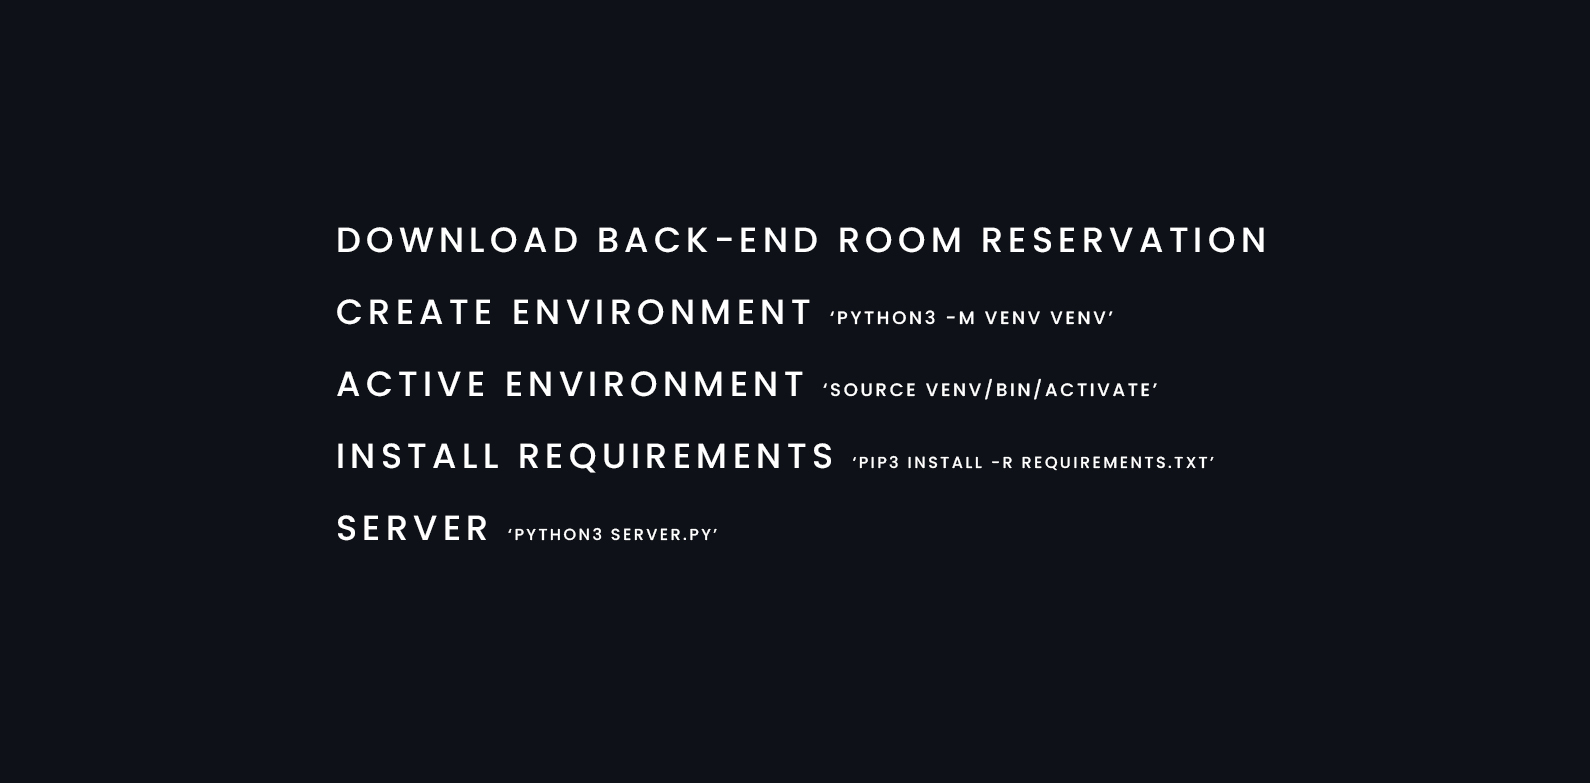 DOWNLOAD BACK-END ROOM RESERVATION
CREATE ENVIRONMENT ‘PYTHON3 -M VENV VENV’
ACTIVE ENVIRONMENT ‘SOURCE VENV/BIN/ACTIVATE’
INSTALL REQUIREMENTS ‘PIP3 INSTALL -R REQUIREMENTS.TXT’
SERVER ‘PYTHON3 SERVER.PY’